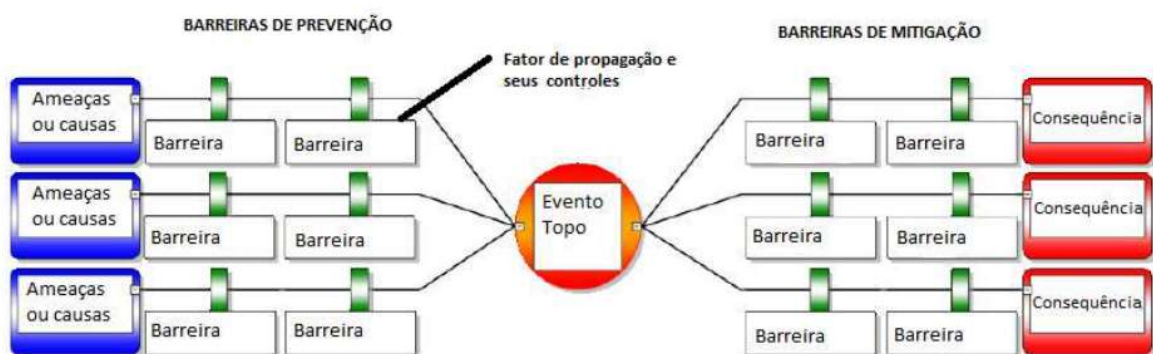 BARREIRAS DE PREVENÇÃO
BARREIRAS DE MITIGAÇÃO
Fator de propagação e
seus controles
Ameaças
ou causas
Barreira
Barreira
Barreira
Barreira
Consequência
Ameaças
ou causas
Barreira
Barreira
Evento
Topo
Barreira
Barreira
Consequência
Ameaças
ou causas
Barreira
Barreira
Barreira
Barreira
Consequência